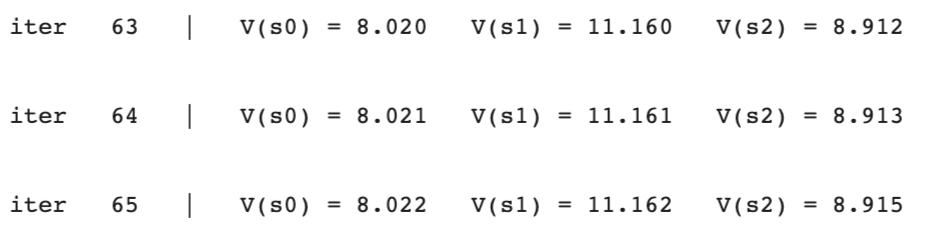 iter 63 | V(s0) = 8.020 V(s1) = 11.160 V(s2) = 8.912
iter 64 | V(s0) = 8.021 V(s1) = 11.161 V(s2) = 8.913
iter 65 | V(s0) = 8.022 V(s1) = 11.162 V(s2) = 8.915